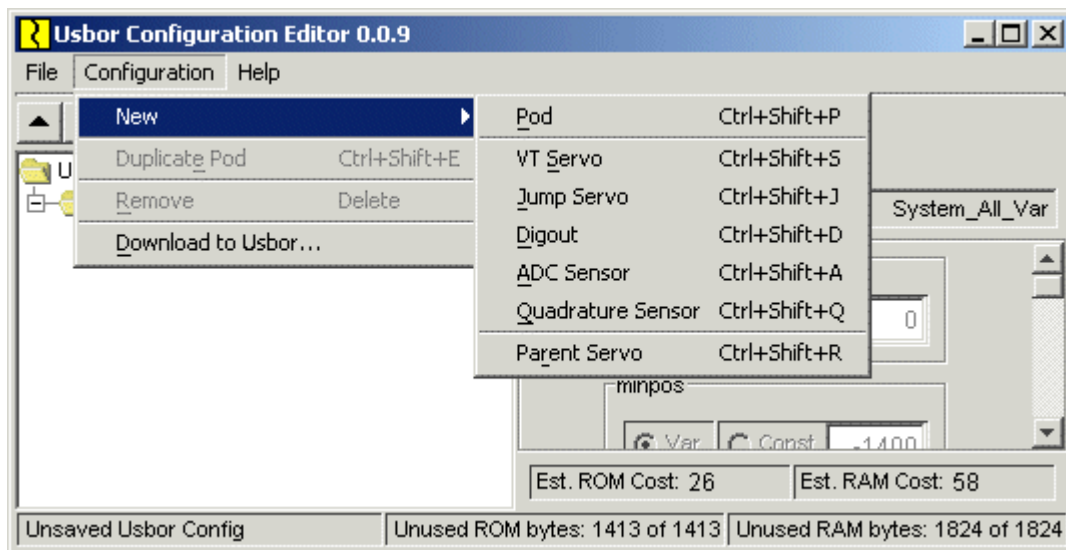 Usbor Configuration Editor 0.0.9
File Configuration Help
New
Duplicate Pod Ctrl+Shift+E
Remove Delete
Download to Usbor...
Pod Ctrl+Shift+P
VT Servo Ctrl+Shift+S
Jump Servo Ctrl+Shift+J
Digout Ctrl+Shift+D
ADC Sensor Ctrl+Shift+A
Quadrature Sensor Ctrl+Shift+Q
Parent Servo Ctrl+Shift+R
U
System_All_Var
0
minpos
Var Const -1400
Est. ROM Cost: 26 Est. RAM Cost: 58
Unsaved Usbor Config Unused ROM bytes: 1413 of 1413 Unused RAM bytes: 1824 of 1824